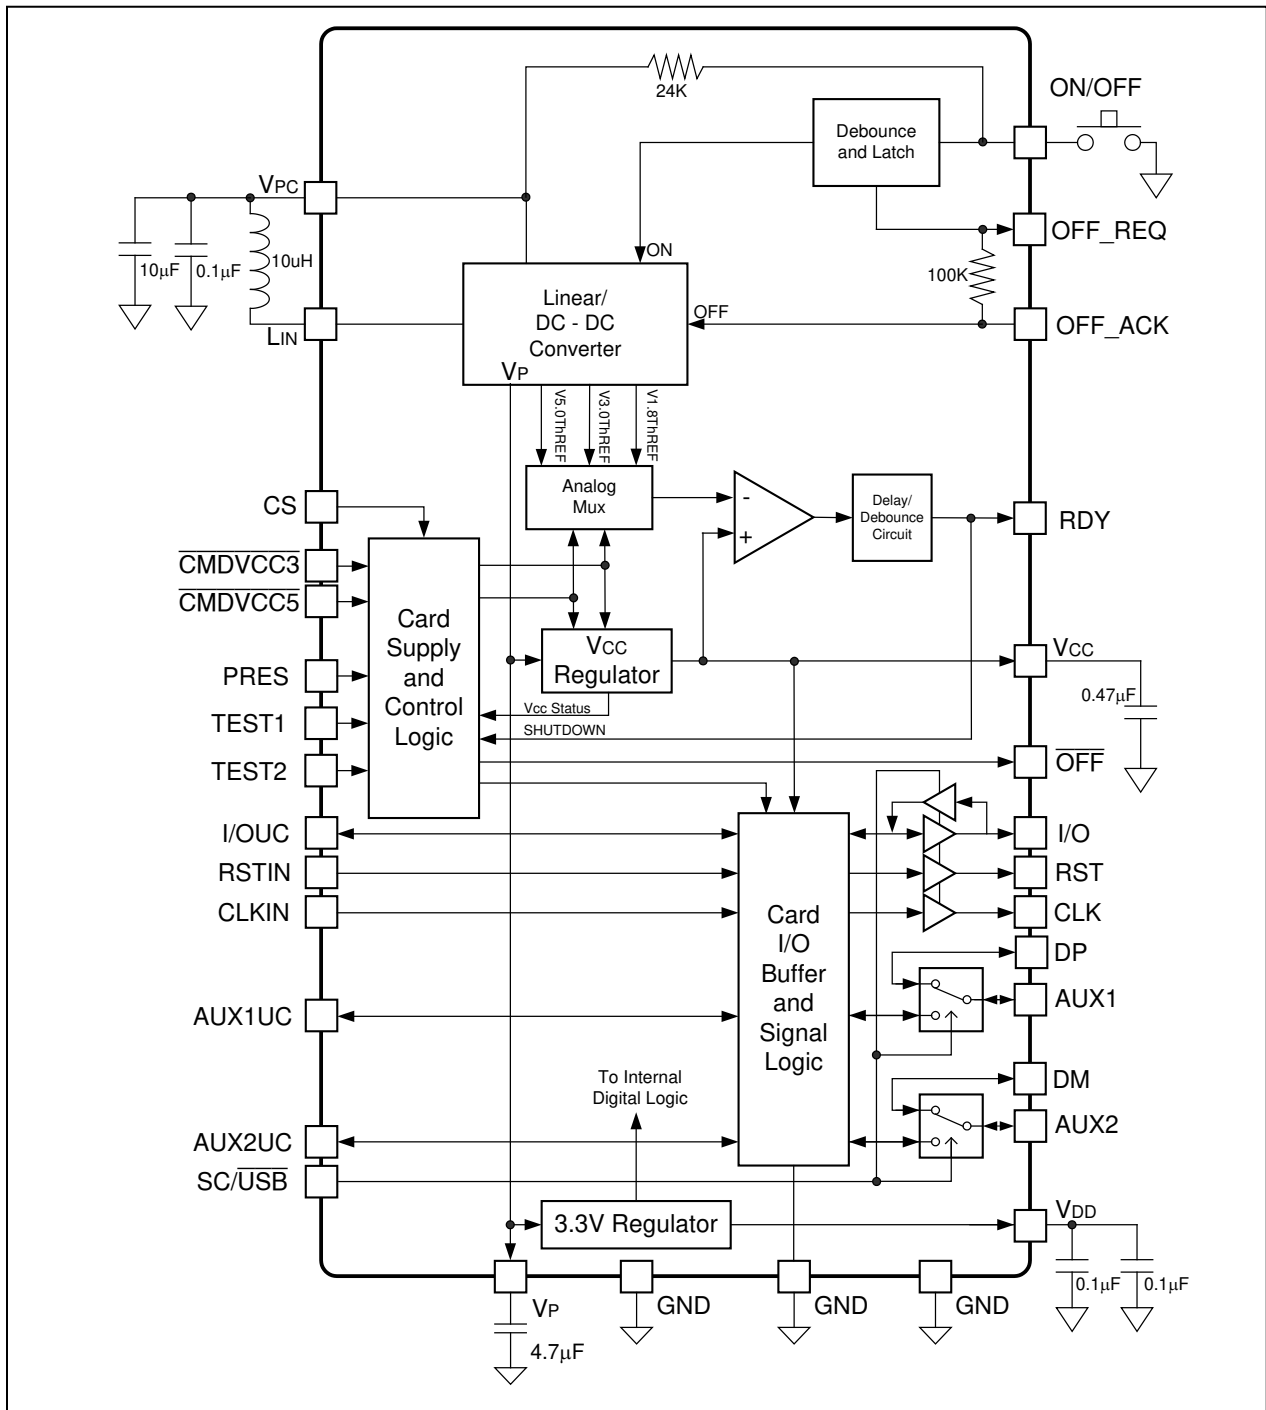 24K
ON/OFF
Debounce
and Latch
VPC
OFF_REQ
10µF
0.1µF
10uH
ON
100K
LIN
Linear/
DC - DC
Converter
OFF
OFF_ACK
VP
V5.0ThREF
V3.0ThREF
V1.8ThREF
CS
Analog
Mux
-
+
Delay/
Debounce
Circuit
RDY
CMDVCC3
CMDVCC5
Card
Supply
and
Control
Logic
VCC
Regulator
VCC
0.47µF
PRES
Vcc Status
TEST1
SHUTDOWN
TEST2
OFF
I/OUC
I/O
RSTIN
RST
CLKIN
CLK
Card
I/O
Buffer
and
Signal
Logic
DP
AUX1UC
AUX1
To Internal
Digital Logic
DM
AUX2UC
AUX2
SC/USB
3.3V Regulator
VDD
0.1µF
0.1µF
VP
4.7µF
GND
GND
GND